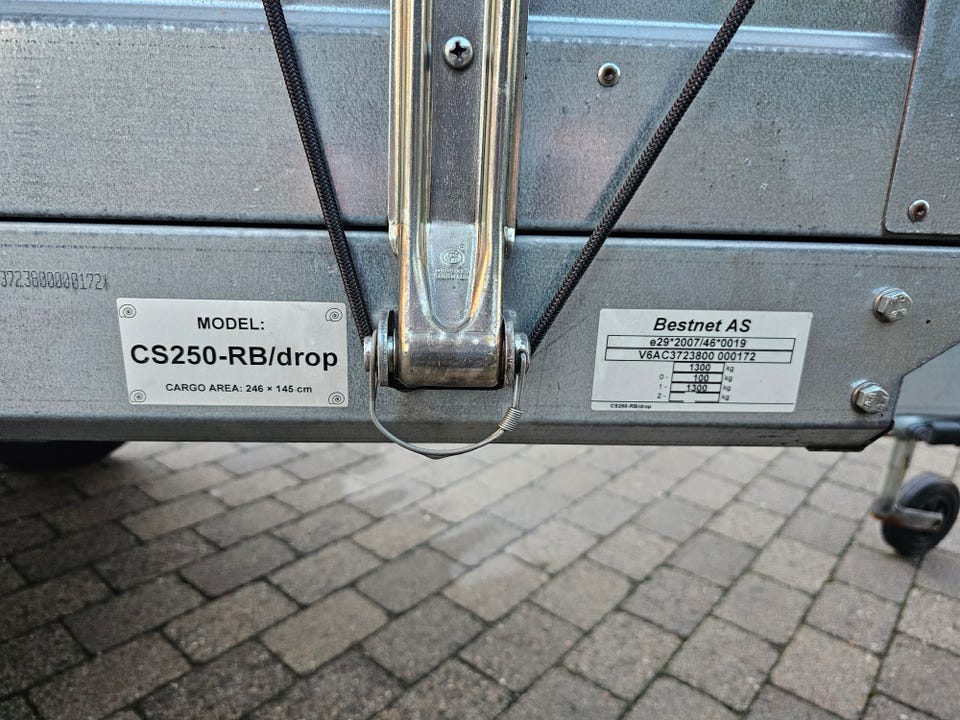 3723800000172*
MODEL:
CS250-RB/drop
CARGO AREA: 246 × 145 cm
Bestnet AS
e29*2007/46*0019
V6AC3723800 000172
1300 kg
0 - 100 kg
1 - 1300 kg
2 - kg
CS250-RB/drop